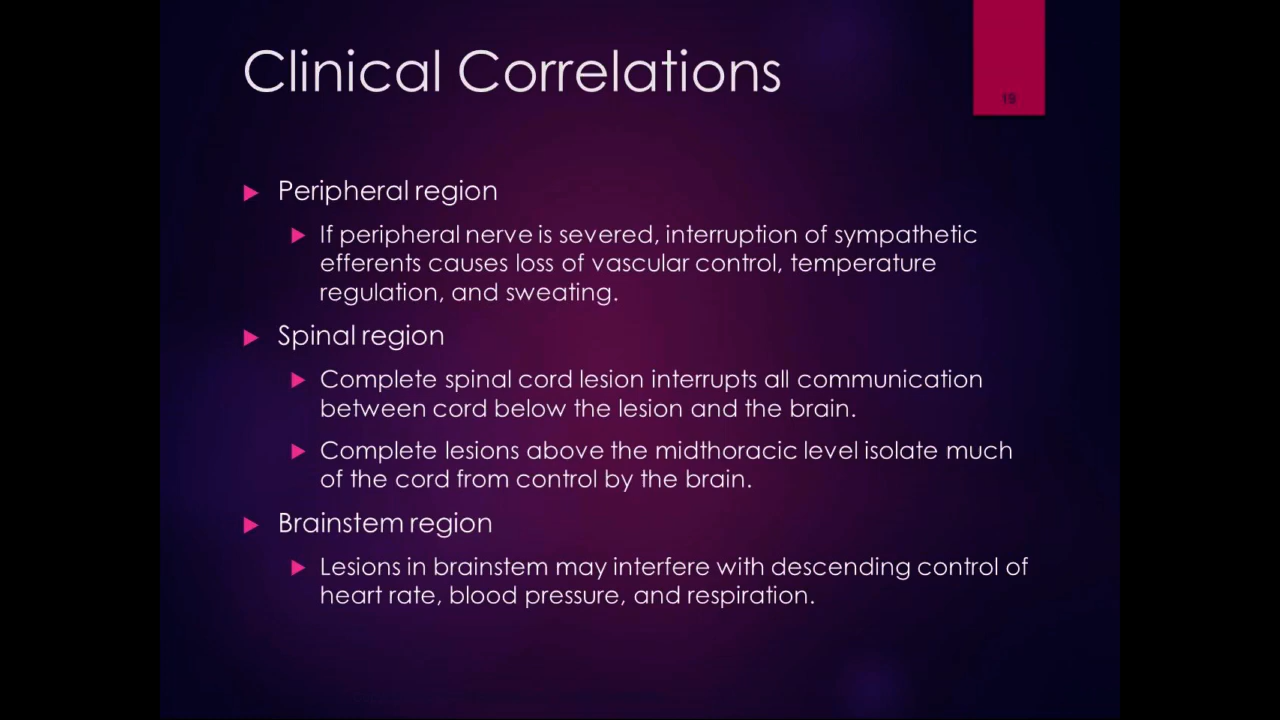 Clinical Correlations
19
Peripheral region
If peripheral nerve is severed, interruption of sympathetic
efferents causes loss of vascular control, temperature
regulation, and sweating.
Spinal region
Complete spinal cord lesion interrupts all communication
between cord below the lesion and the brain.
Complete lesions above the midthoracic level isolate much
of the cord from control by the brain.
Brainstem region
Lesions in brainstem may interfere with descending control of
heart rate, blood pressure, and respiration.